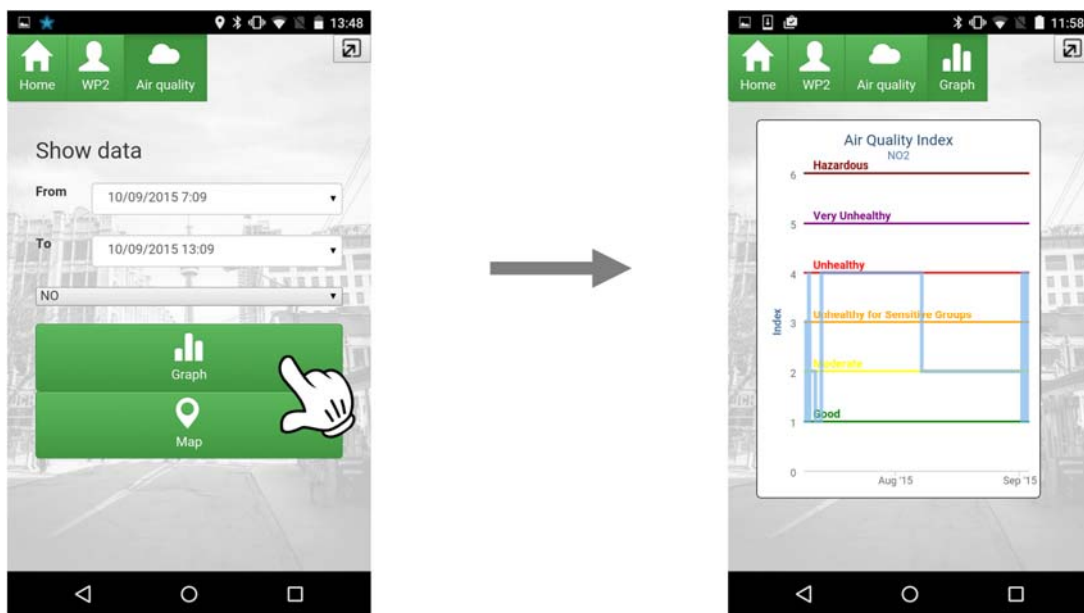 13:48
Home WP2 Air quality
Show data
From 10/09/2015 7:09
To 10/09/2015 13:09
NO
Graph
Map
11:58
Home WP2 Air quality Graph
Air Quality Index
NO2
Hazardous
6
Very Unhealthy
5
Unhealthy
4
Unhealthy for Sensitive Groups
3
Index
Moderate
2
Good
1
0
Aug '15 Sep '15